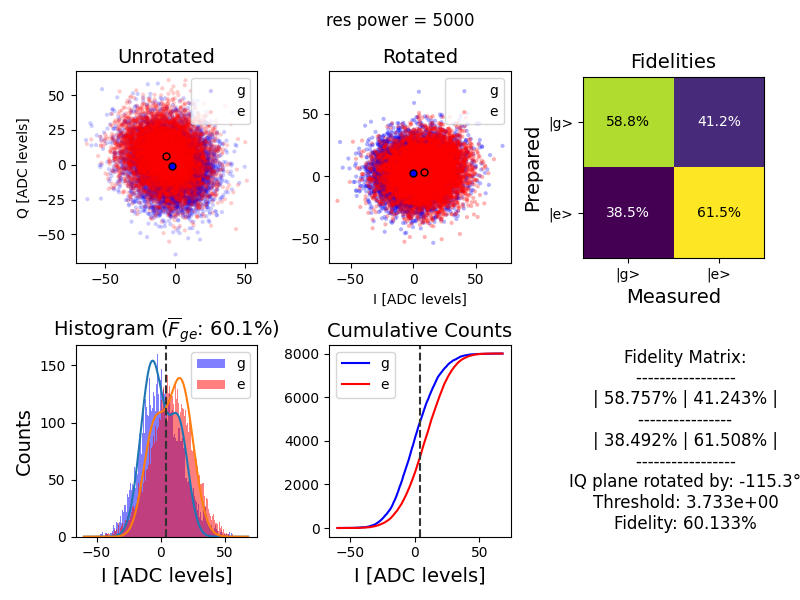 res power = 5000
Unrotated
Q [ADC levels]
50
25
0
−25
−50
−50
0
50
g
e
Rotated
50
0
−50
−50
0
50
I [ADC levels]
g
e
Fidelities
Prepared
|g>
|e>
58.8%
41.2%
38.5%
61.5%
|g>
|e>
Measured
Histogram (F̅ge: 60.1%)
Counts
150
100
50
0
−50
0
50
I [ADC levels]
g
e
Cumulative Counts
8000
6000
4000
2000
0
−50
0
50
I [ADC levels]
g
e
Fidelity Matrix:
-----------------
| 58.757% | 41.243% |
----------------
| 38.492% | 61.508% |
-----------------
IQ plane rotated by: -115.3°
Threshold: 3.733e+00
Fidelity: 60.133%